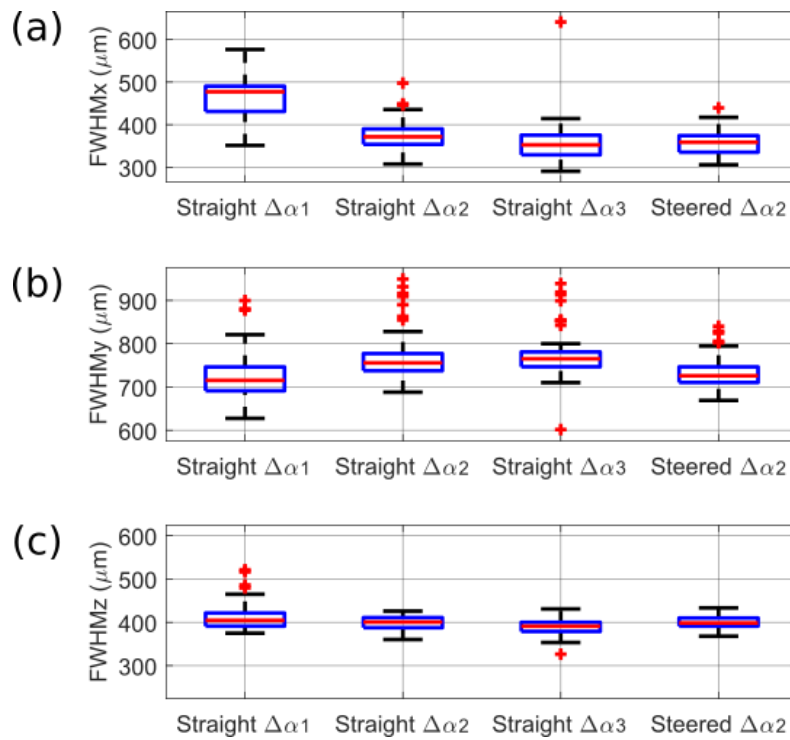 (a)
FWHMx (μm)
600
500
400
300
Straight Δα1 Straight Δα2 Straight Δα3 Steered Δα2
(b)
FWHMy (μm)
900
800
700
600
Straight Δα1 Straight Δα2 Straight Δα3 Steered Δα2
(c)
FWHMz (μm)
600
500
400
300
Straight Δα1 Straight Δα2 Straight Δα3 Steered Δα2